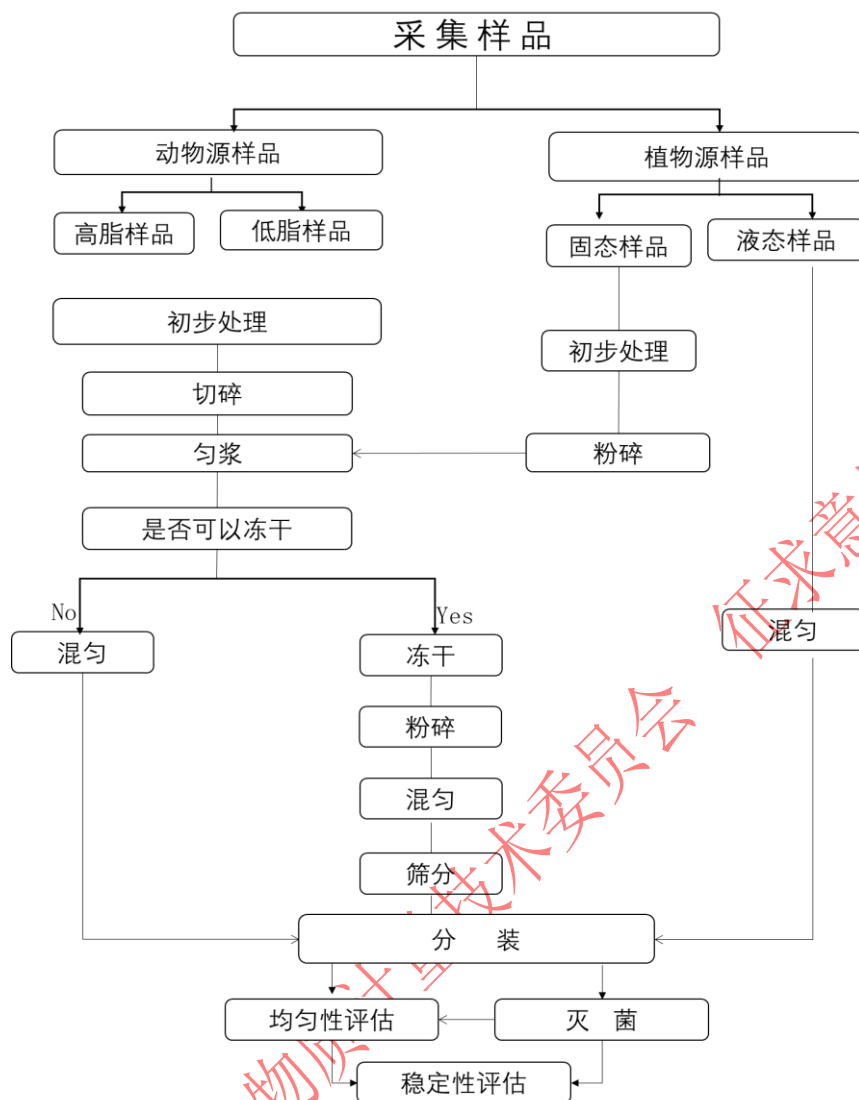 采集样品
动物源样品
植物源样品
高脂样品
低脂样品
固态样品
液态样品
初步处理
初步处理
切碎
匀浆
粉碎
是否可以冻干
No
Yes
混匀
冻干
混匀
粉碎
混匀
筛分
分 装
均匀性评估
灭 菌
稳定性评估
物质计量技术委员会 征求意